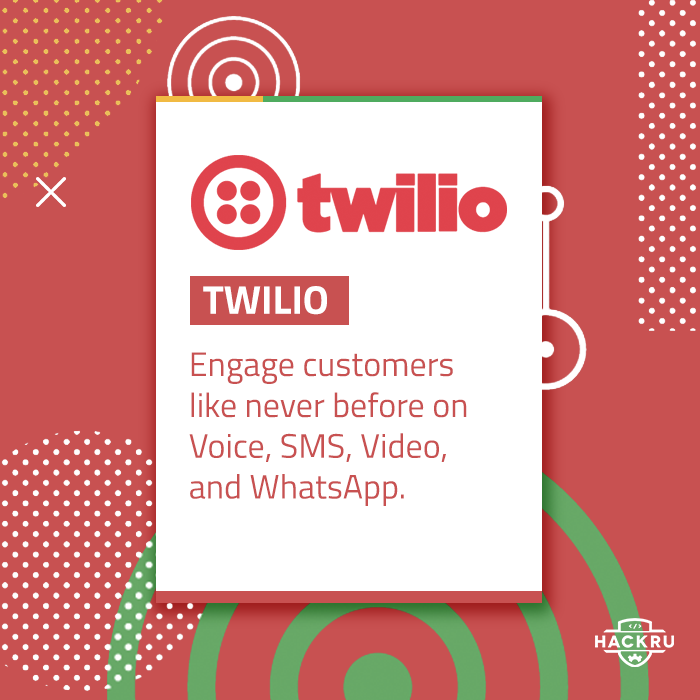 twilio
TWILIO
Engage customers
like never before on
Voice, SMS, Video,
and WhatsApp.
</>
HACKRU